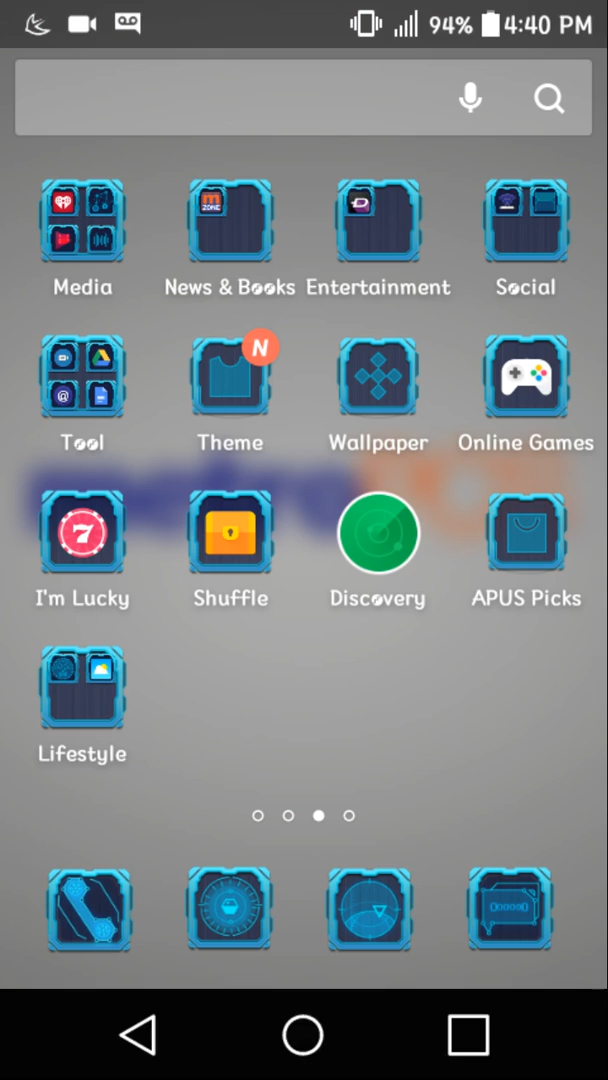 94% 4:40 PM
Media News & Books Entertainment Social
N
Tool Theme Wallpaper Online Games
7
I'm Lucky Shuffle Discovery APUS Picks
Lifestyle